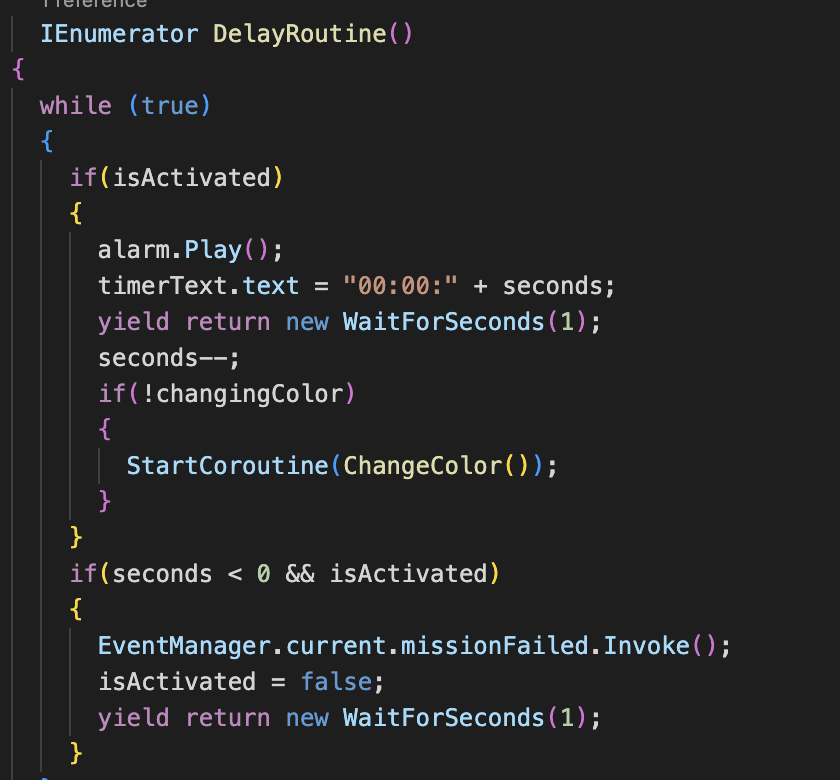 1 reference
IEnumerator DelayRoutine()
{
while (true)
{
if(isActivated)
{
alarm.Play();
timerText.text = "00:00:" + seconds;
yield return new WaitForSeconds(1);
seconds--;
if(!changingColor)
{
StartCoroutine(ChangeColor());
}
}
if(seconds < 0 && isActivated)
{
EventManager.current.missionFailed.Invoke();
isActivated = false;
yield return new WaitForSeconds(1);
}